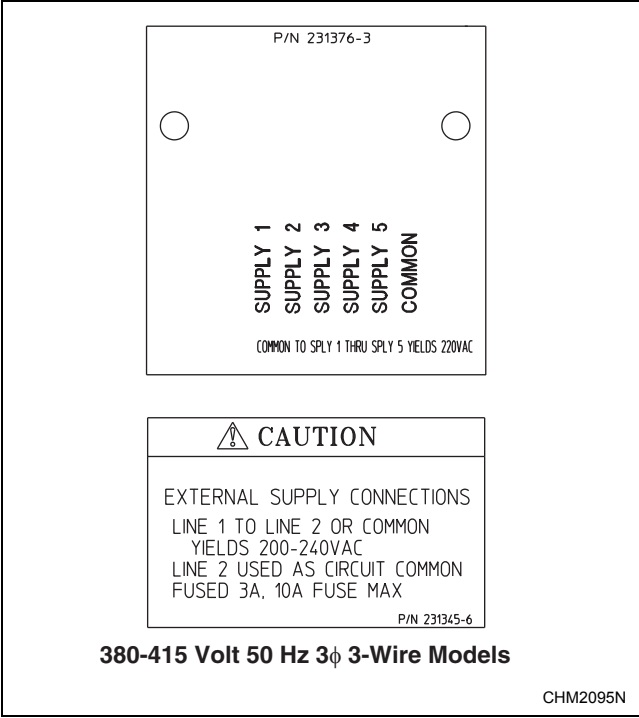 P/N 231376-3
SUPPLY 1
SUPPLY 2
SUPPLY 3
SUPPLY 4
SUPPLY 5
COMMON
COMMON TO SPLY 1 THRU SPLY 5 YIELDS 220VAC
⚠ CAUTION
EXTERNAL SUPPLY CONNECTIONS
LINE 1 TO LINE 2 OR COMMON
YIELDS 200-240VAC
LINE 2 USED AS CIRCUIT COMMON
FUSED 3A, 10A FUSE MAX
P/N 231345-6
380-415 Volt 50 Hz 3ϕ 3-Wire Models
CHM2095N